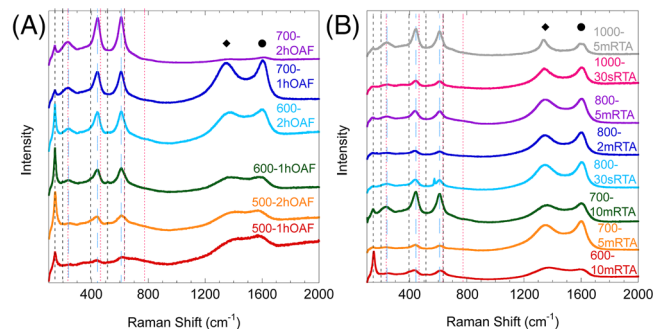 (A)
700-
2hOAF
700-
1hOAF
600-
2hOAF
600-1hOAF
500-2hOAF
500-1hOAF
Intensity
400
800
1200
1600
2000
Raman Shift (cm-1)
(B)
1000-
5mRTA
1000-
30sRTA
800-
5mRTA
800-
2mRTA
800-
30sRTA
700-
10mRTA
700-
5mRTA
600-
10mRTA
Intensity
400
800
1200
1600
2000
Raman Shift (cm-1)